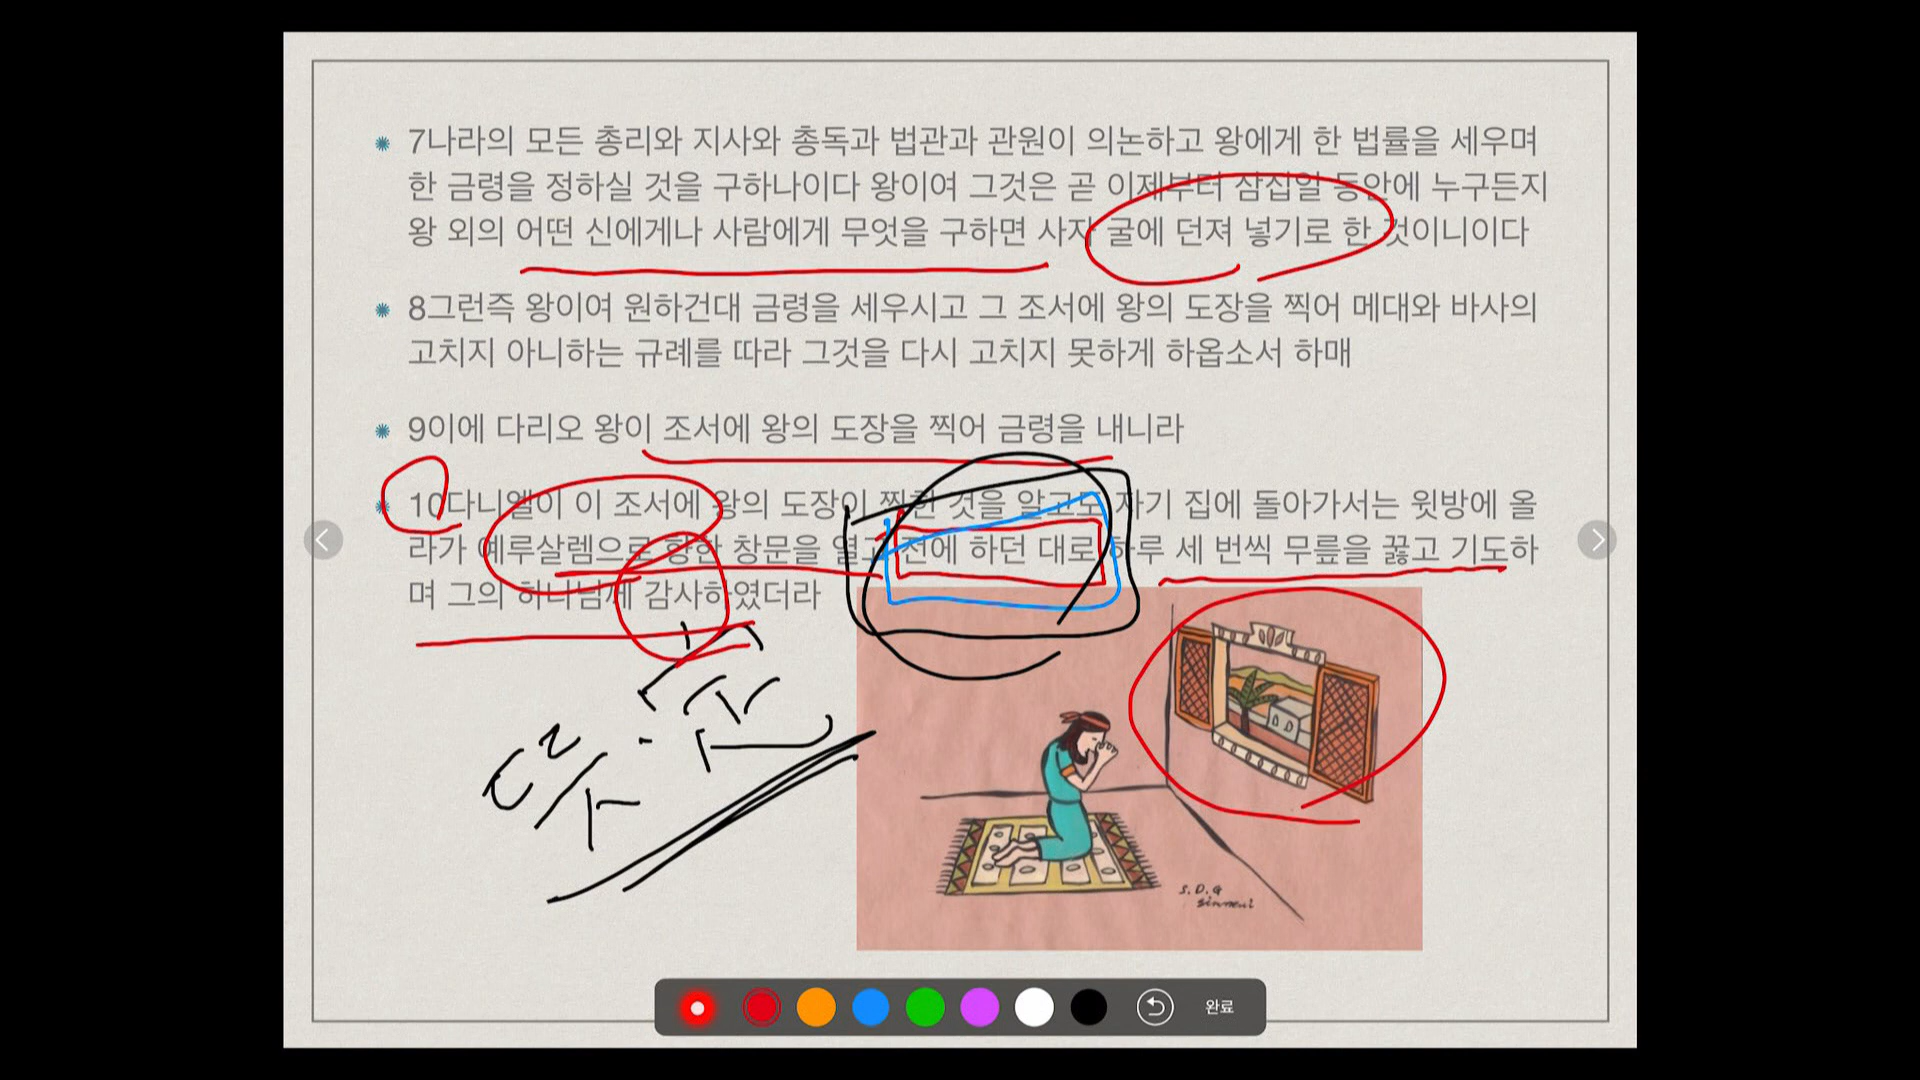 7나라의 모든 총리와 지사와 총독과 법관과 관원이 의논하고 왕에게 한 법률을 세우며
한 금령을 정하실 것을 구하나이다 왕이여 그것은 곧 이제부터 삼십일 동안에 누구든지
왕 외의 어떤 신에게나 사람에게 무엇을 구하면 사자 굴에 던져 넣기로 한 것이니이다
8그런즉 왕이여 원하건대 금령을 세우시고 그 조서에 왕의 도장을 찍어 메대와 바사의
고치지 아니하는 규례를 따라 그것을 다시 고치지 못하게 하옵소서 하매
9이에 다리오 왕이 조서에 왕의 도장을 찍어 금령을 내니라
10다니엘이 이 조서에 왕의 도장이 찍힌 것을 알고도 자기 집에 돌아가서는 윗방에 올
라가 예루살렘으로 향한 창문을 열고 전에 하던 대로 하루 세 번씩 무릎을 꿇고 기도하
며 그의 하나님께 감사하였더라
S.D.G
완료